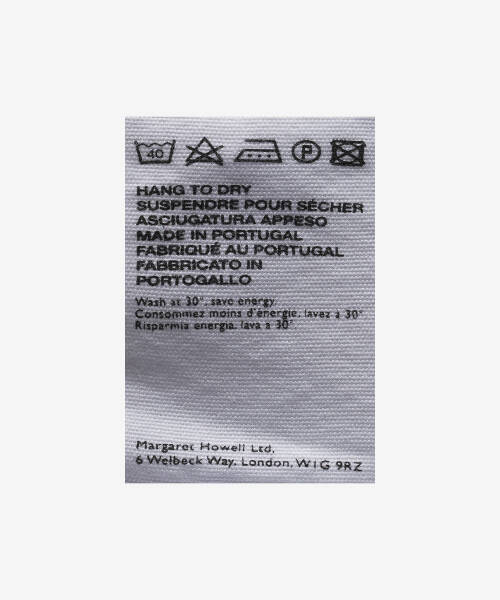 40 P
HANG TO DRY
SUSPENDRE POUR SÉCHER
ASCIUGATURA APPESO
MADE IN PORTUGAL
FABRIQUÉ AU PORTUGAL
FABBRICATO IN
PORTOGALLO
Wash at 30°, save energy
Consommez moins d'énergie, lavez à 30°
Risparmia energia, lava a 30°
Margaret Howell Ltd,
6 Welbeck Way, London, W1G 9RZ